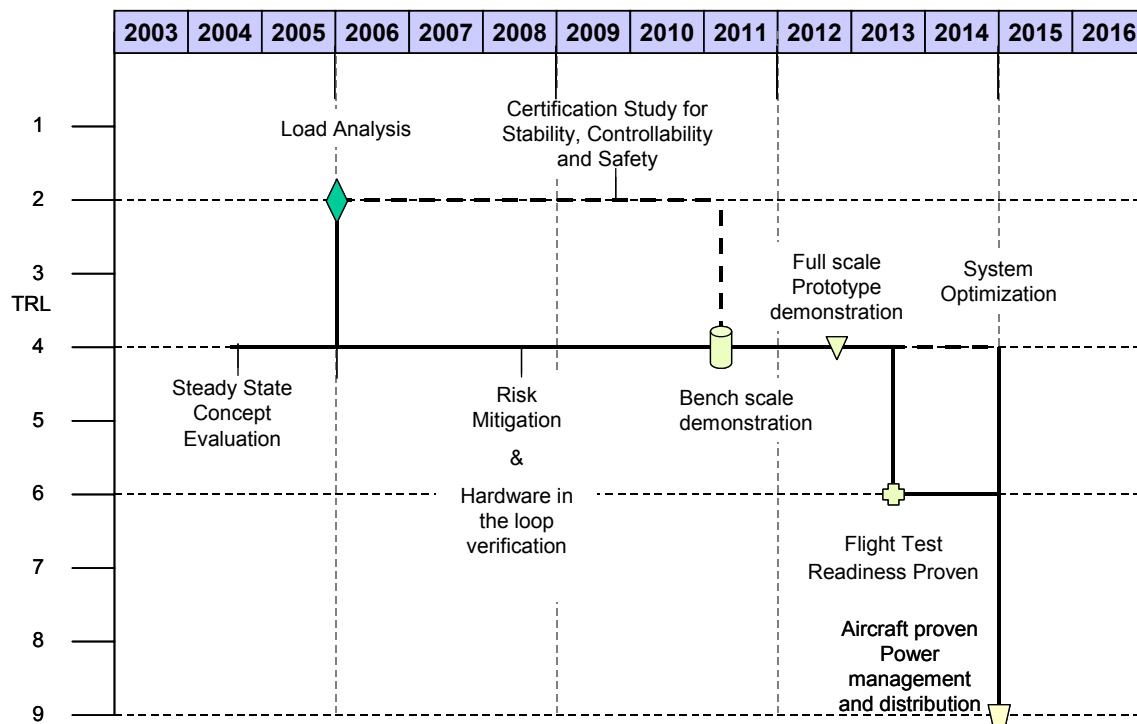 2003 2004 2005 2006 2007 2008 2009 2010 2011 2012 2013 2014 2015 2016
1
Load Analysis
Certification Study for
Stability, Controllability
and Safety
2
3
TRL
Full scale
Prototype
demonstration
System
Optimization
4
Steady State
Concept
Evaluation
Risk
Mitigation
&
Hardware in
the loop
verification
Bench scale
demonstration
5
6
Flight Test
Readiness Proven
7
8
Aircraft proven
Power
management
and distribution
9